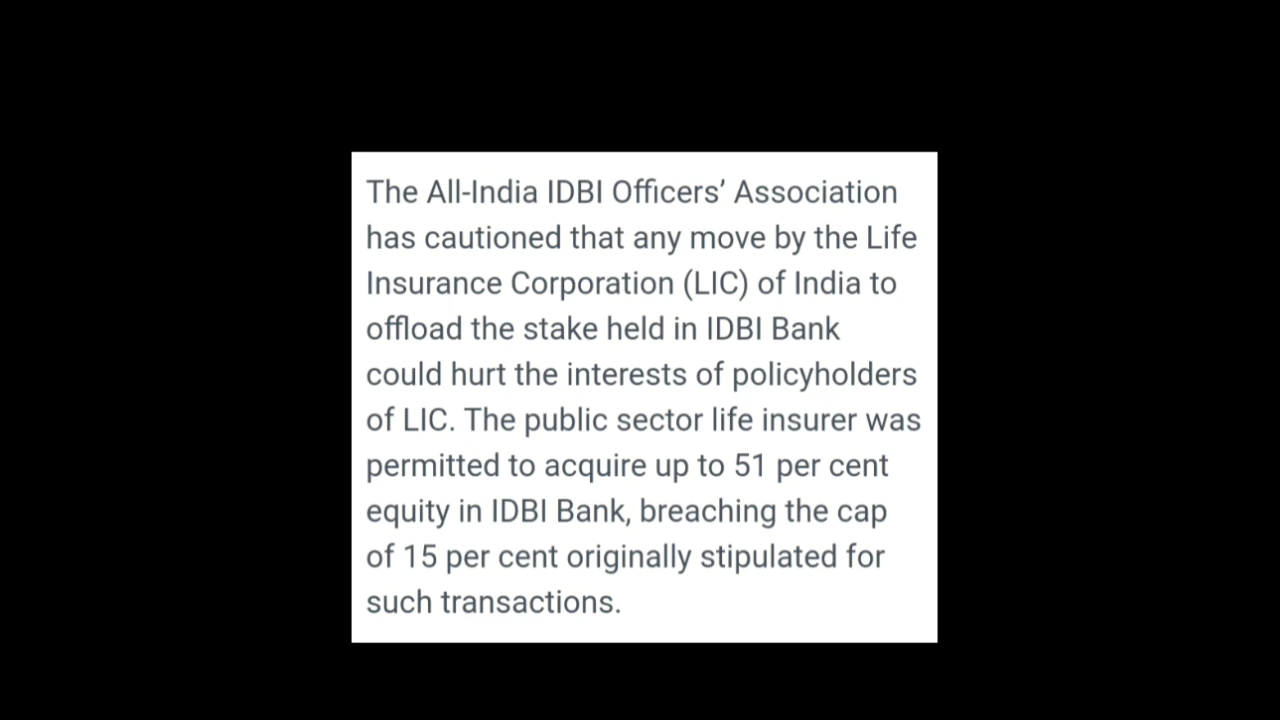 The All-India IDBI Officers’ Association
has cautioned that any move by the Life
Insurance Corporation (LIC) of India to
offload the stake held in IDBI Bank
could hurt the interests of policyholders
of LIC. The public sector life insurer was
permitted to acquire up to 51 per cent
equity in IDBI Bank, breaching the cap
of 15 per cent originally stipulated for
such transactions.